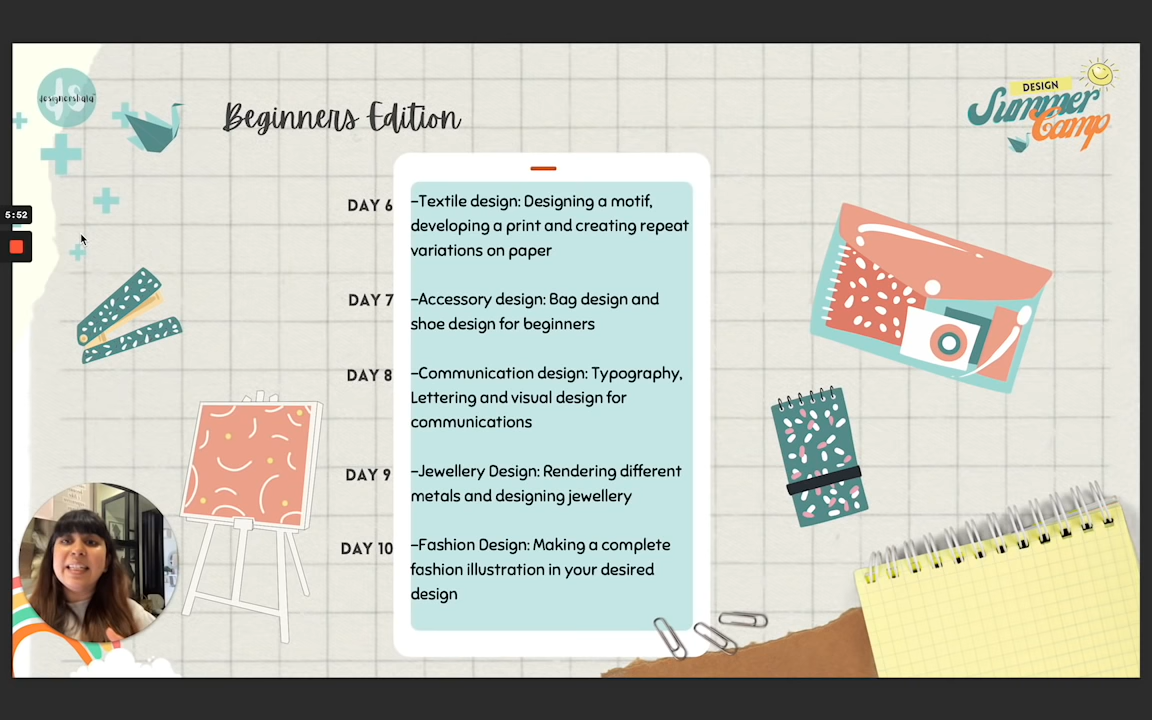 designershala
Beginners Edition
DESIGN
Summer
Camp
DAY 6
–Textile design: Designing a motif,
developing a print and creating repeat
variations on paper
5:52
DAY 7
–Accessory design: Bag design and
shoe design for beginners
DAY 8
–Communication design: Typography,
Lettering and visual design for
communications
DAY 9
–Jewellery Design: Rendering different
metals and designing jewellery
DAY 10
–Fashion Design: Making a complete
fashion illustration in your desired
design